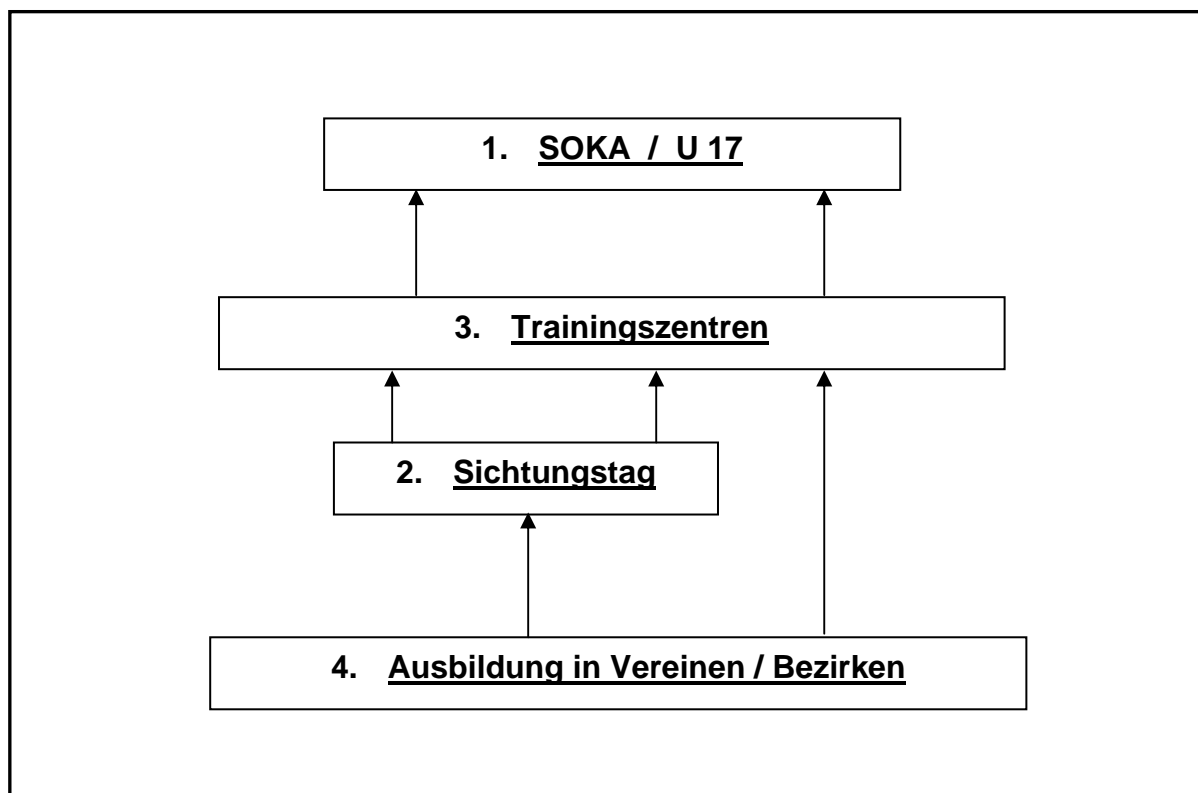 1. SOKA / U 17
3. Trainingszentren
2. Sichtungstag
4. Ausbildung in Vereinen / Bezirken